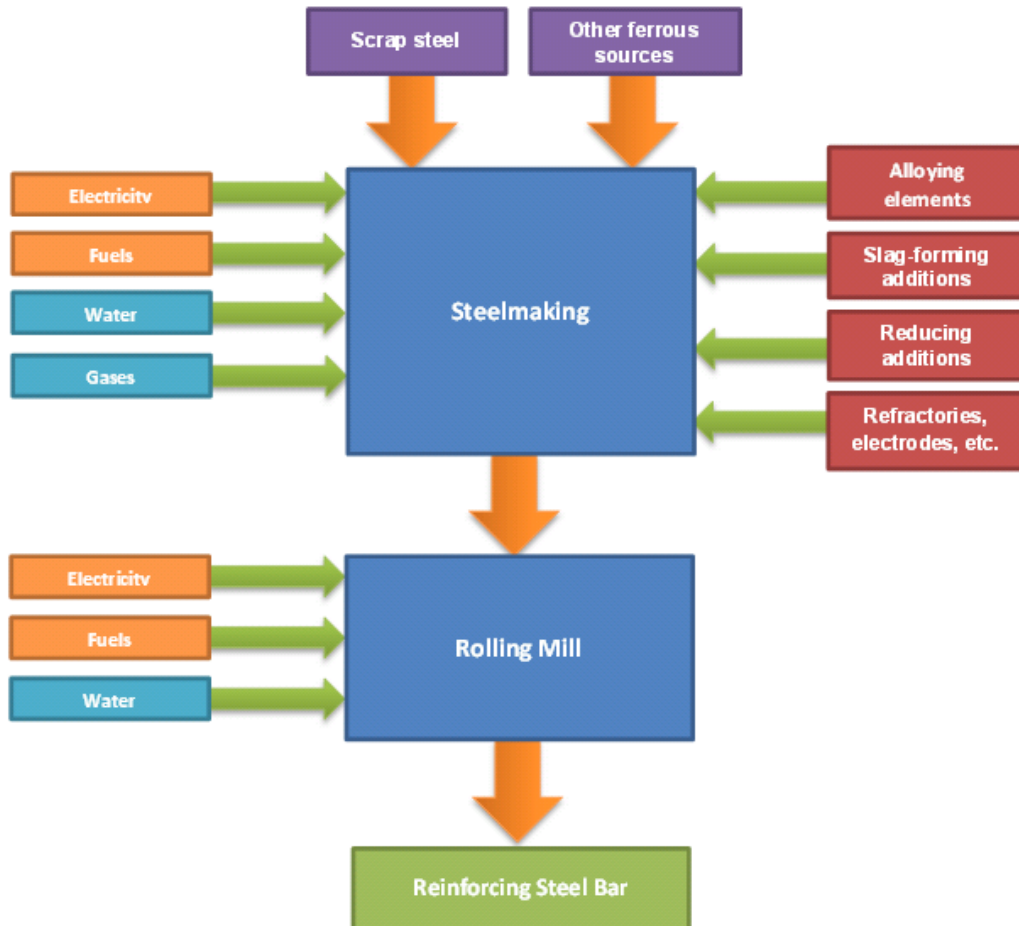 Scrap steel
Other ferrous
sources
Electricity
Fuels
Water
Gases
Steelmaking
Alloying
elements
Slag-forming
additions
Reducing
additions
Refractories,
electrodes, etc.
Electricity
Fuels
Water
Rolling Mill
Reinforcing Steel Bar